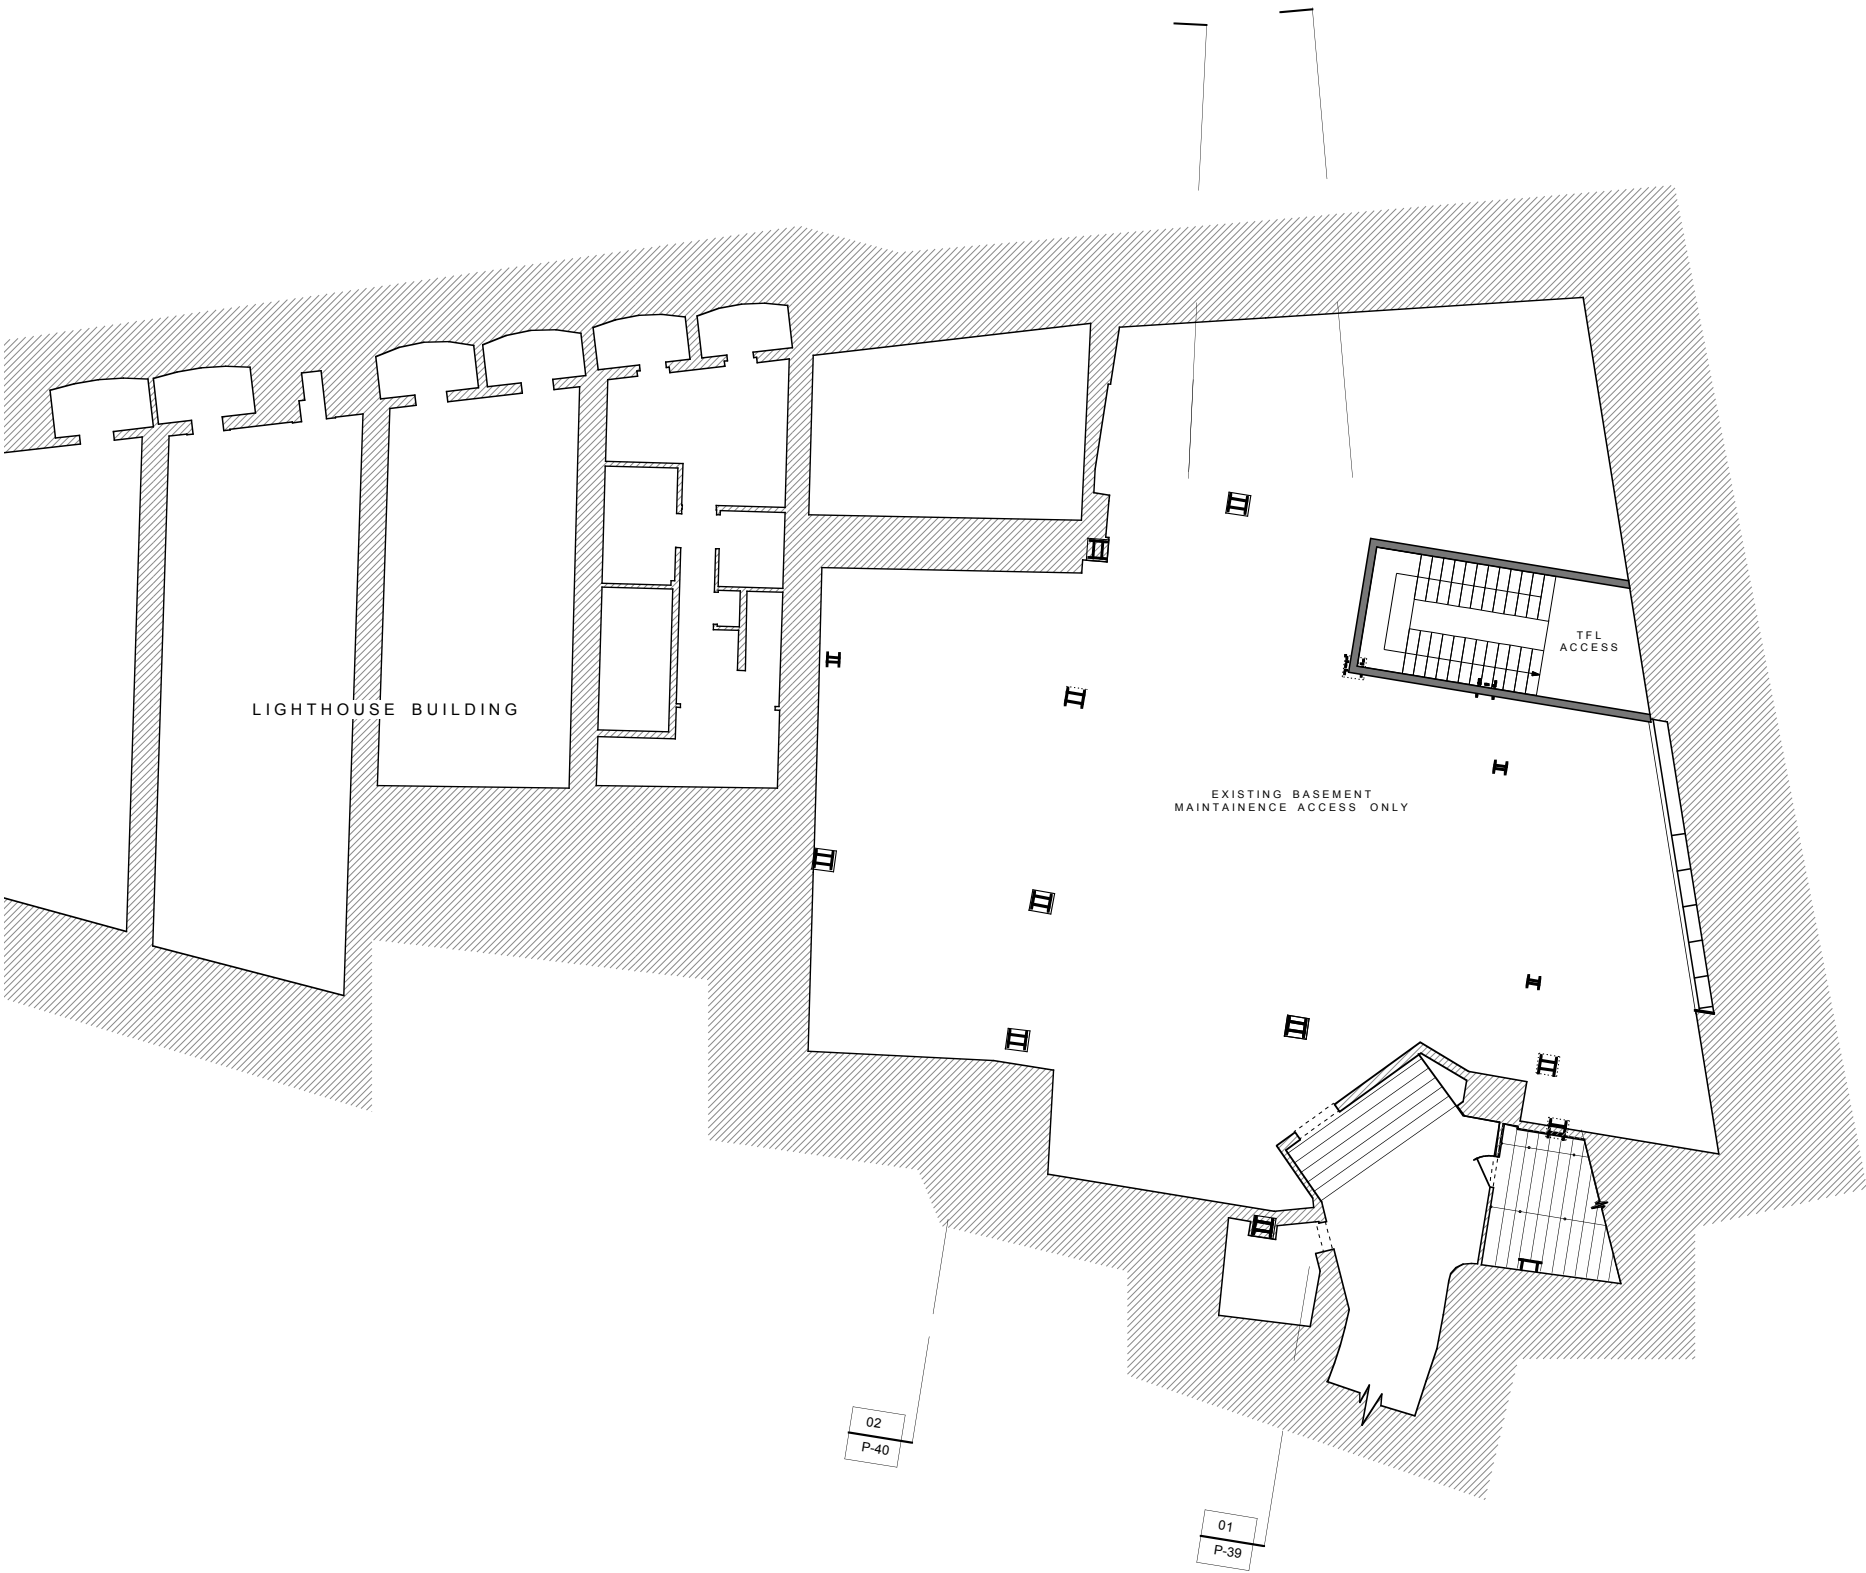 TFL
ACCESS
LIGHTHOUSE BUILDING
EXISTING BASEMENT
MAINTAINENCE ACCESS ONLY
02
P-40
01
P-39